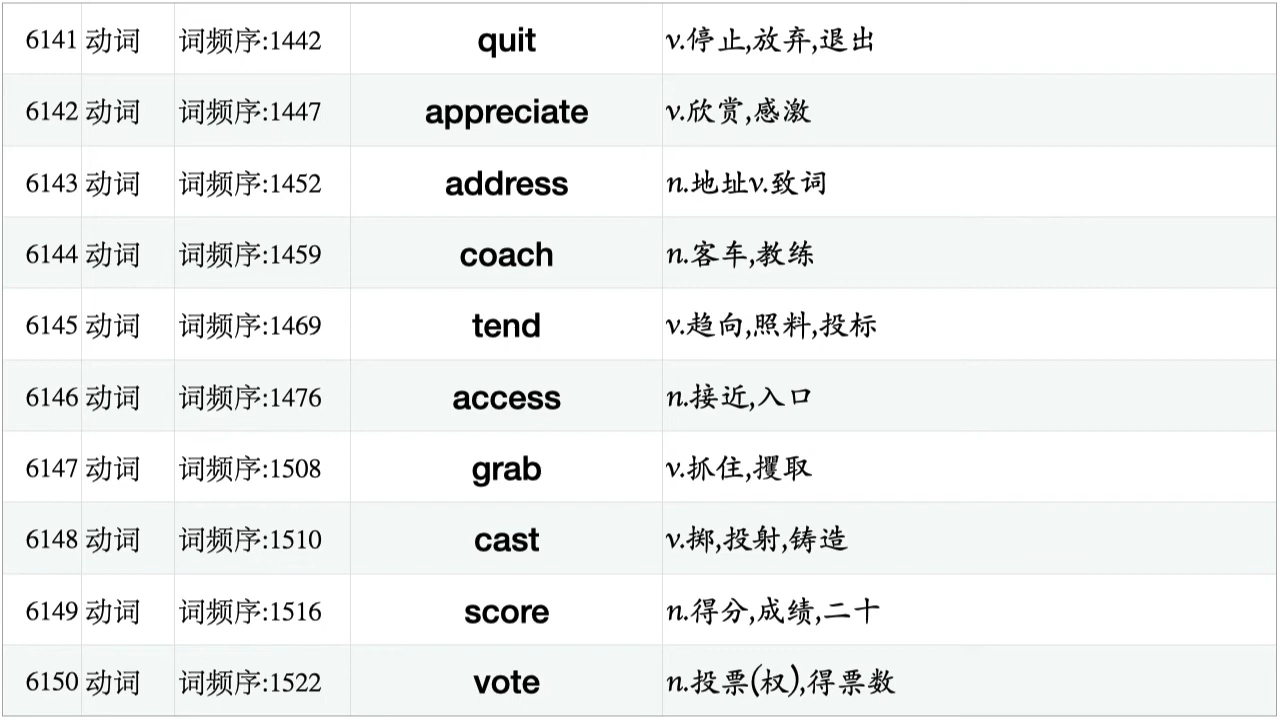 6141 动词 词频序:1442 quit v.停止,放弃,退出
6142 动词 词频序:1447 appreciate v.欣赏,感激
6143 动词 词频序:1452 address n.地址v.致词
6144 动词 词频序:1459 coach n.客车,教练
6145 动词 词频序:1469 tend v.趋向,照料,投标
6146 动词 词频序:1476 access n.接近,入口
6147 动词 词频序:1508 grab v.抓住,攫取
6148 动词 词频序:1510 cast v.掷,投射,铸造
6149 动词 词频序:1516 score n.得分,成绩,二十
6150 动词 词频序:1522 vote n.投票(权),得票数